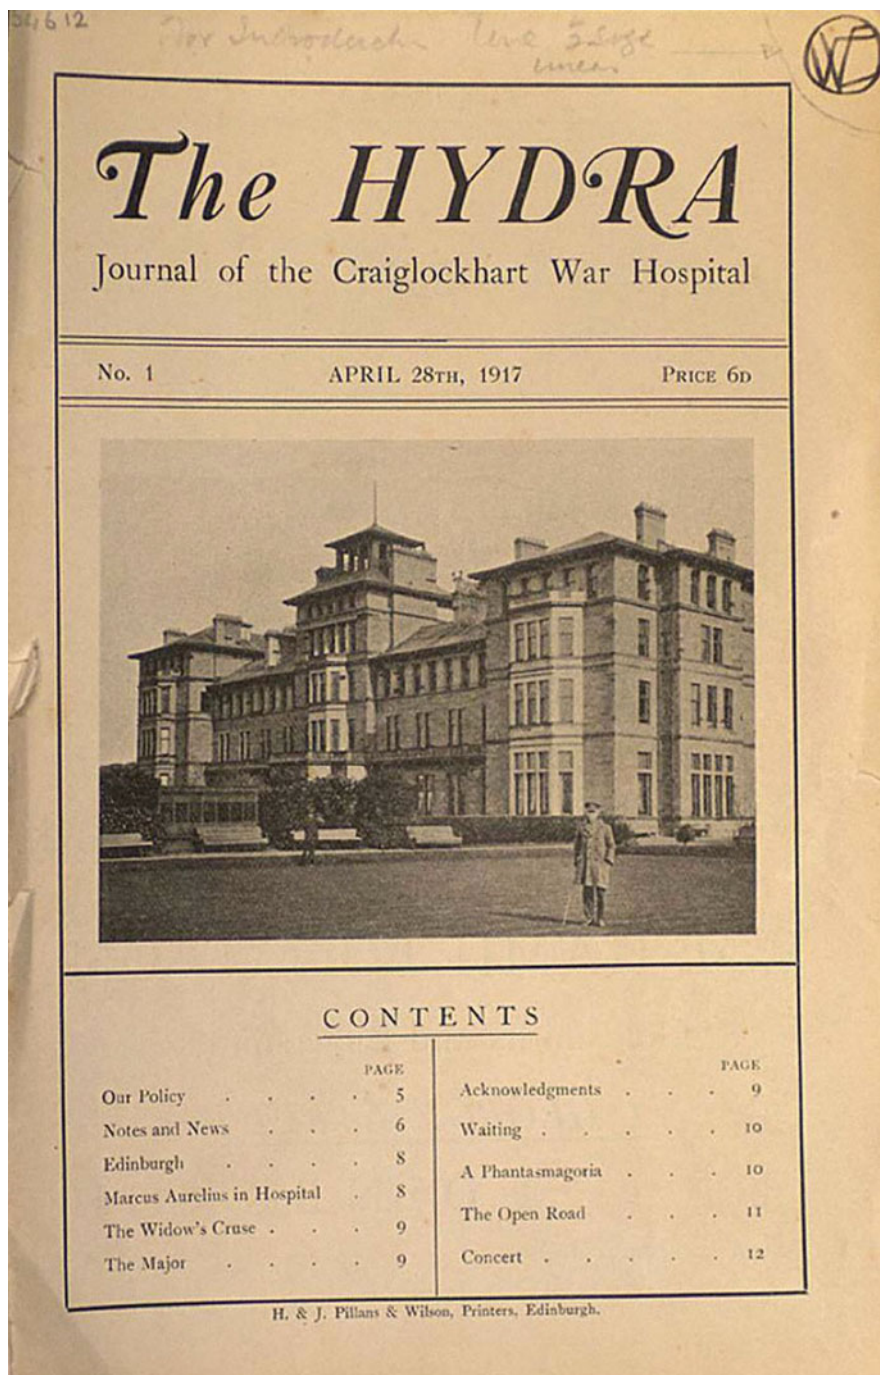 For
The HYDRA
Journal of the Craiglockhart War Hospital
No. 1 APRIL 28TH, 1917 PRICE 6D
CONTENTS
PAGE
Our Policy . . . . 5
Notes and News . . . 6
Edinburgh . . . . 8
Marcus Aurelius in Hospital . 8
The Widow's Cruse . . . 9
The Major . . . . 9
PAGE
Acknowledgments . . . 9
Waiting . . . . . 10
A Phantasmagoria . . . 10
The Open Road . . . 11
Concert . . . . . 12
H. & J. Pillans & Wilson, Printers, Edinburgh.